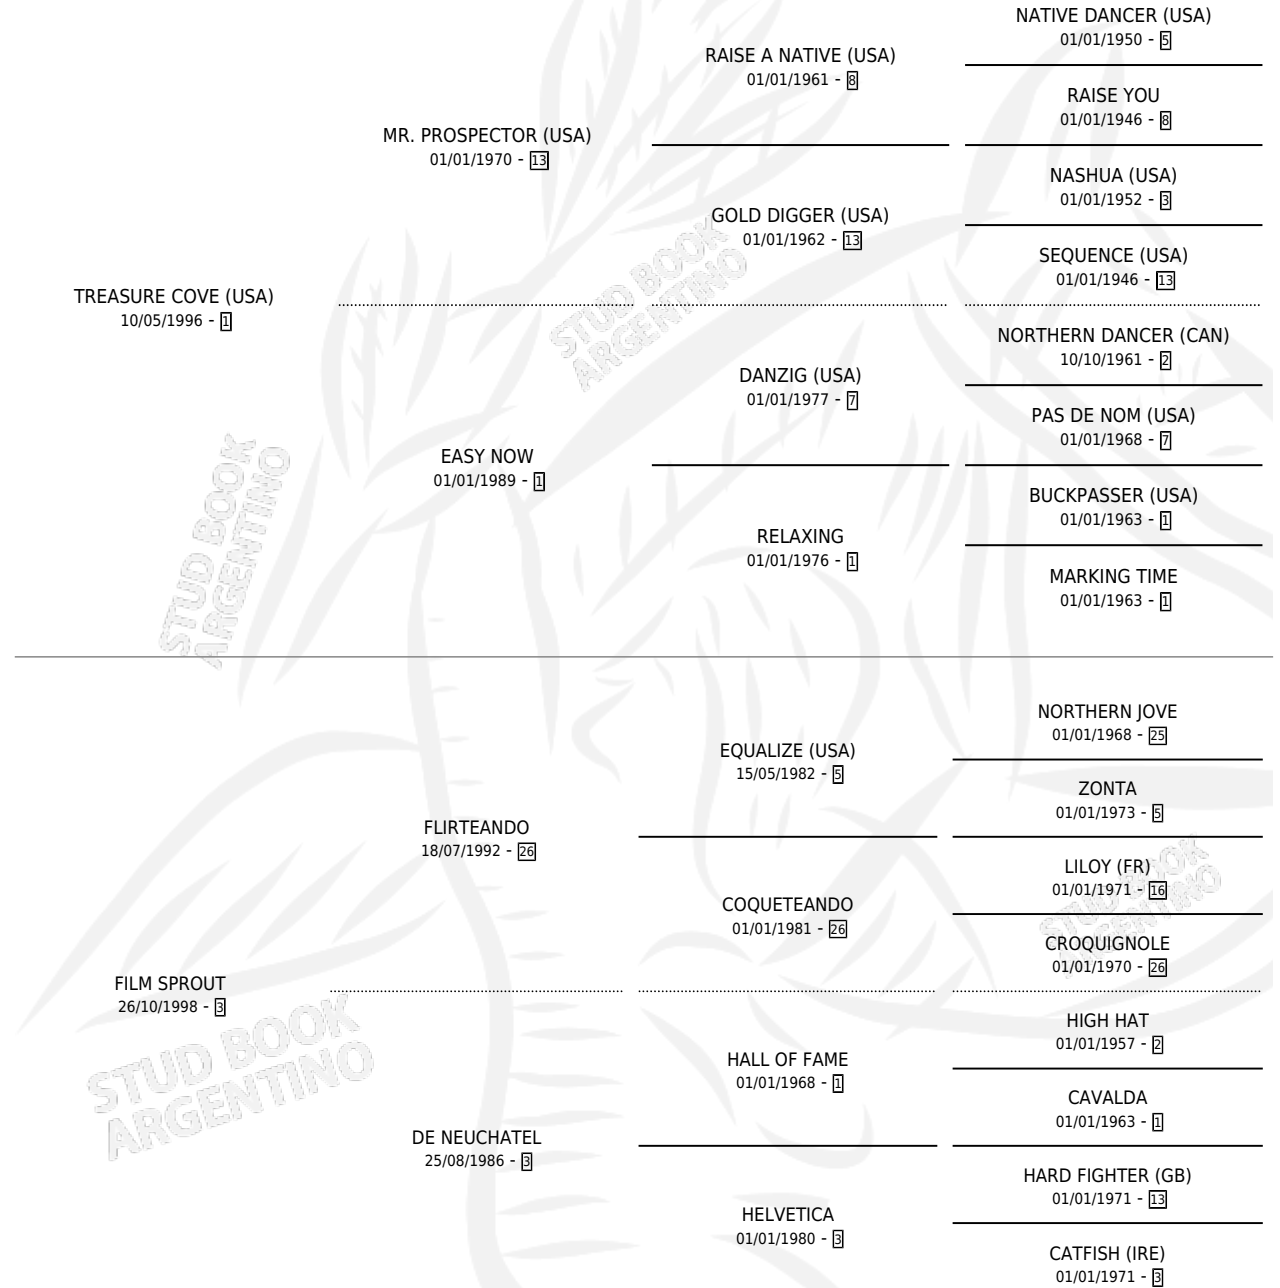 NATIVE DANCER (USA)
01/01/1950 - 5
RAISE A NATIVE (USA)
01/01/1961 - 8
RAISE YOU
01/01/1946 - 8
MR. PROSPECTOR (USA)
01/01/1970 - 13
NASHUA (USA)
01/01/1952 - 3
GOLD DIGGER (USA)
01/01/1962 - 13
SEQUENCE (USA)
01/01/1946 - 13
TREASURE COVE (USA)
10/05/1996 - 1
STUD BOOK
ARGENTINO
NORTHERN DANCER (CAN)
10/10/1961 - 2
DANZIG (USA)
01/01/1977 - 7
PAS DE NOM (USA)
01/01/1968 - 7
EASY NOW
01/01/1989 - 1
STUD BOOK
ARGENTINO
BUCKPASSER (USA)
01/01/1963 - 1
RELAXING
01/01/1976 - 1
MARKING TIME
01/01/1963 - 1
NORTHERN JOVE
01/01/1968 - 25
EQUALIZE (USA)
15/05/1982 - 5
ZONTA
01/01/1973 - 5
FLIRTEANDO
18/07/1992 - 26
LILOY (FR)
01/01/1971 - 16
STUD BOOK
ARGENTINO
COQUETEANDO
01/01/1981 - 26
CROQUIGNOLE
01/01/1970 - 26
FILM SPROUT
26/10/1998 - 3
STUD BOOK
ARGENTINO
HIGH HAT
01/01/1957 - 2
HALL OF FAME
01/01/1968 - 1
CAVALDA
01/01/1963 - 1
DE NEUCHATEL
25/08/1986 - 3
HARD FIGHTER (GB)
01/01/1971 - 13
HELVETICA
01/01/1980 - 3
CATFISH (IRE)
01/01/1971 - 3